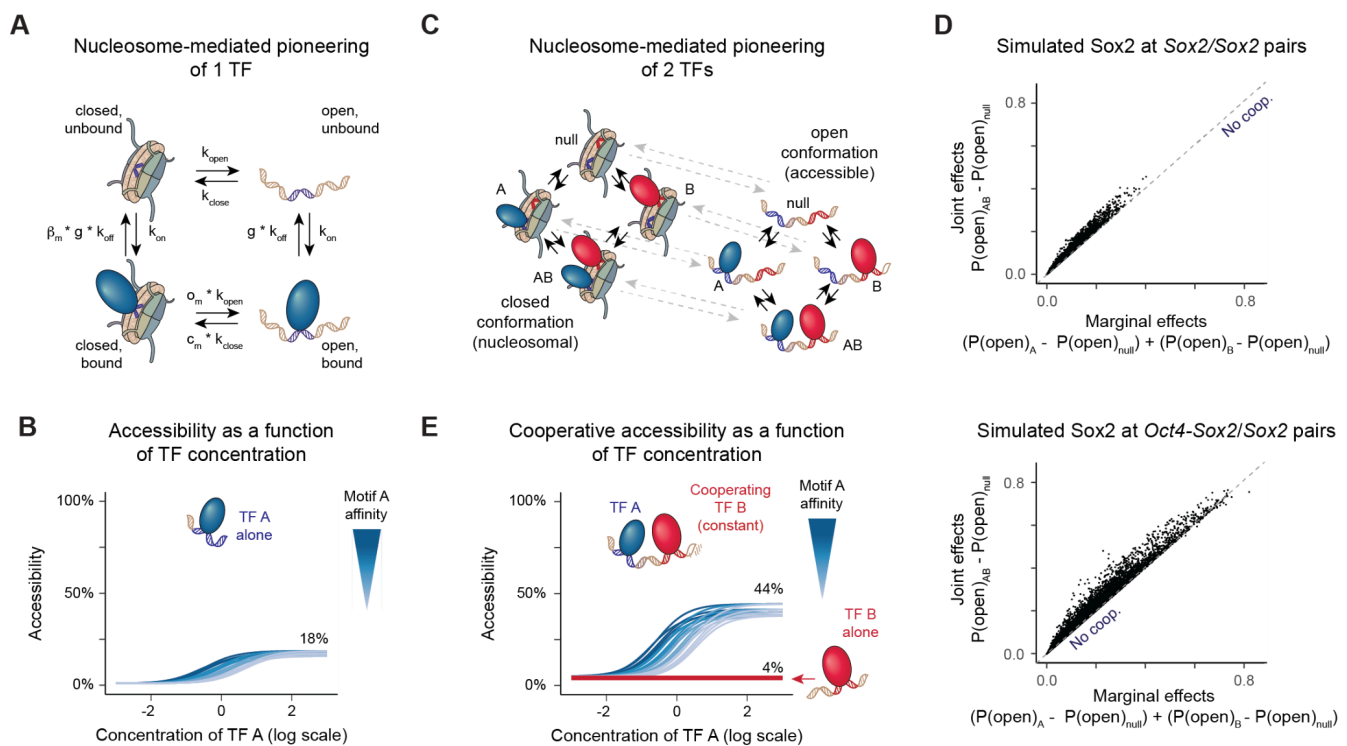 A
Nucleosome-mediated pioneering
of 1 TF
closed,
unbound
open,
unbound
k_open
k_close
β_m * g * k_off
k_on
g * k_off
k_on
o_m * k_open
c_m * k_close
closed,
bound
open,
bound
B
Accessibility as a function
of TF concentration
Accessibility
100%
50%
0%
TF A
alone
Motif A
affinity
18%
-2
0
2
Concentration of TF A (log scale)
C
Nucleosome-mediated pioneering
of 2 TFs
null
A
B
AB
closed
conformation
(nucleosomal)
open
conformation
(accessible)
null
A
B
AB
E
Cooperative accessibility as a function
of TF concentration
Accessibility
100%
50%
0%
TF A
Cooperating
TF B
(constant)
Motif A
affinity
44%
4%
TF B
alone
-2
0
2
Concentration of TF A (log scale)
D
Simulated Sox2 at Sox2/Sox2 pairs
Joint effects
P(open)_AB - P(open)_null
0.8
0.0
No coop.
0.0
0.8
Marginal effects
(P(open)_A - P(open)_null) + (P(open)_B - P(open)_null)
Simulated Sox2 at Oct4-Sox2/Sox2 pairs
Joint effects
P(open)_AB - P(open)_null
0.8
0.0
No coop.
0.0
0.8
Marginal effects
(P(open)_A - P(open)_null) + (P(open)_B - P(open)_null)